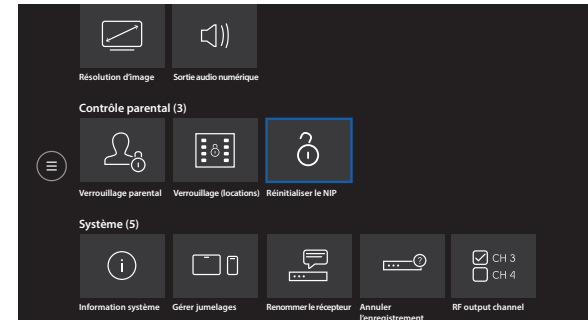 Résolution d'image
Sortie audio numérique
Contrôle parental (3)
Verrouillage parental
Verrouillage (locations)
Réinitialiser le NIP
Système (5)
CH 3
CH 4
Information système
Gérer jumelages
Renommer le récepteur
Annuler
l'enregistrement
RF output channel